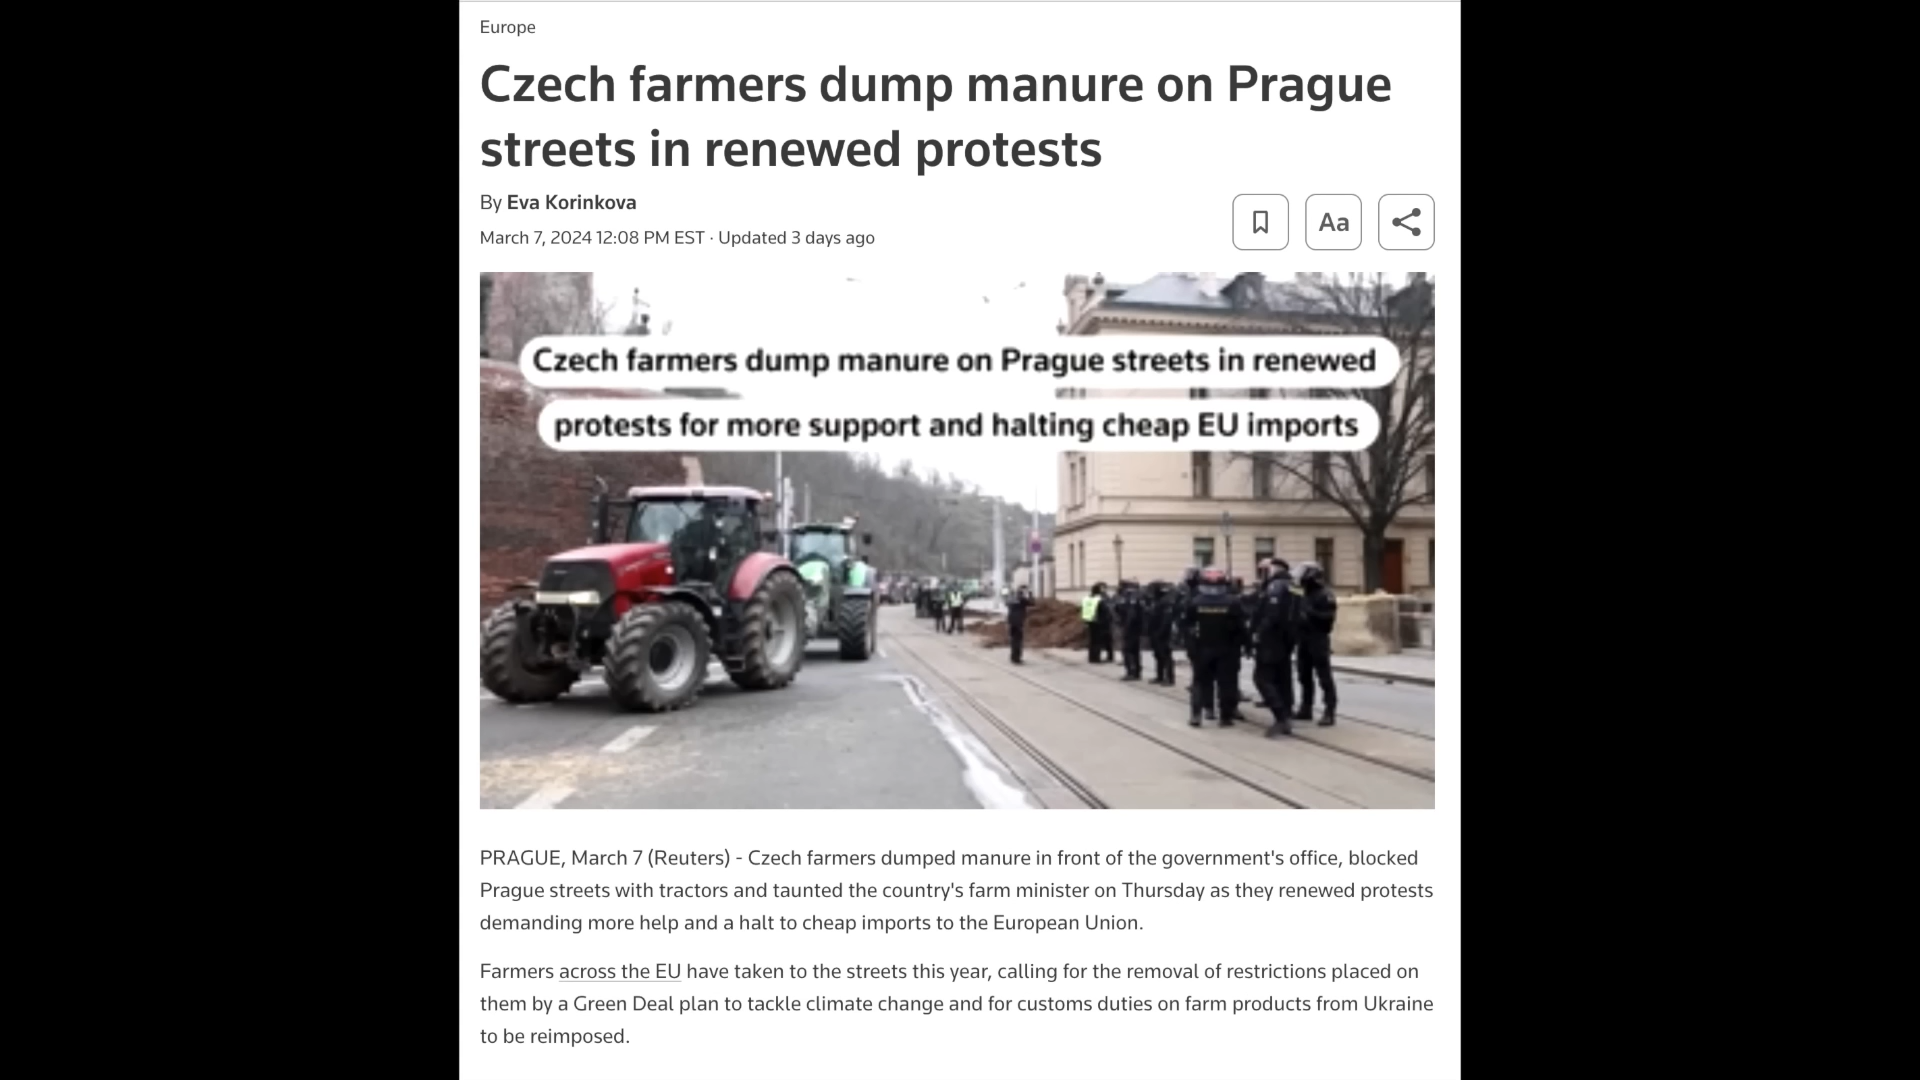 Europe
Czech farmers dump manure on Prague
streets in renewed protests
By Eva Korinkova
March 7, 2024 12:08 PM EST · Updated 3 days ago
Aa
Czech farmers dump manure on Prague streets in renewed
protests for more support and halting cheap EU imports
PRAGUE, March 7 (Reuters) - Czech farmers dumped manure in front of the government's office, blocked
Prague streets with tractors and taunted the country's farm minister on Thursday as they renewed protests
demanding more help and a halt to cheap imports to the European Union.
Farmers across the EU have taken to the streets this year, calling for the removal of restrictions placed on
them by a Green Deal plan to tackle climate change and for customs duties on farm products from Ukraine
to be reimposed.